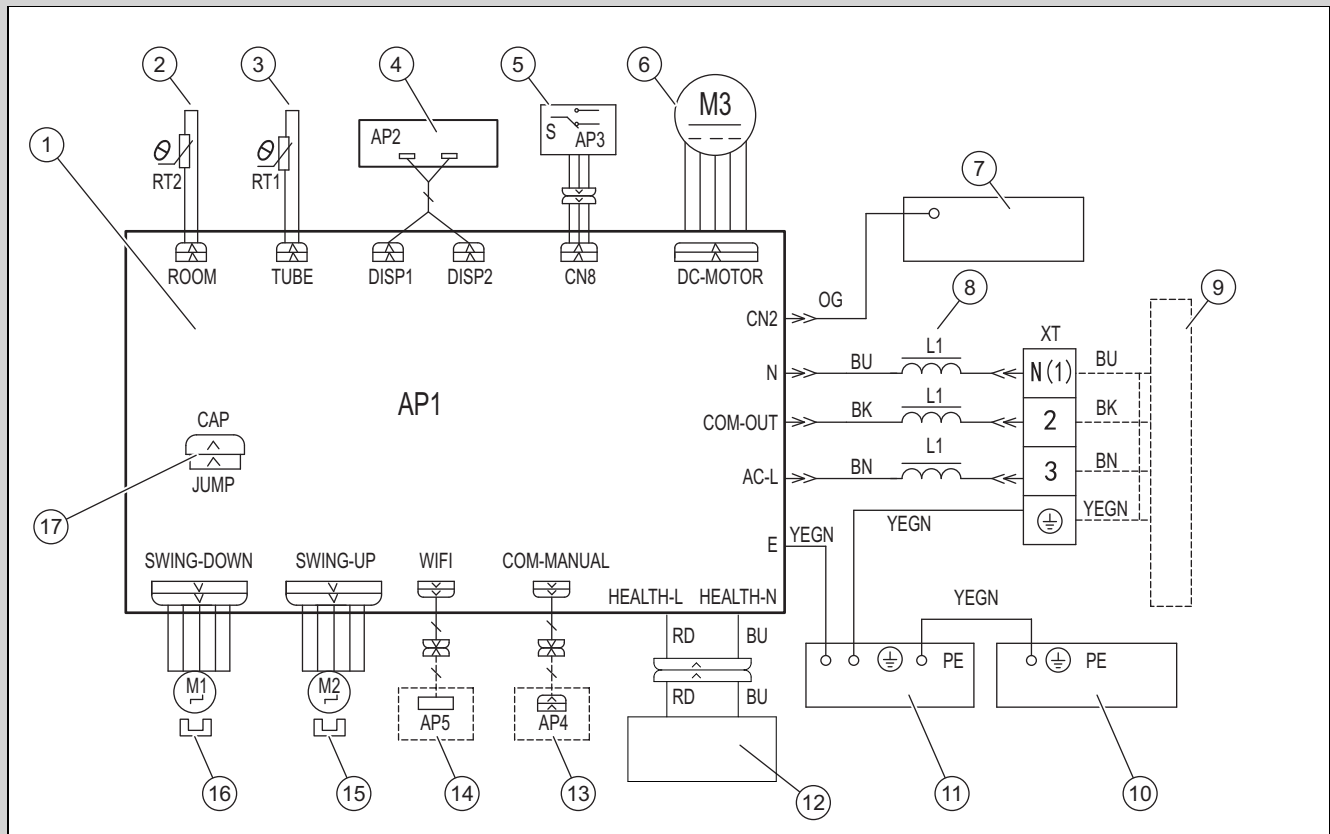 2
3
4
5
6
1
AP2
S
AP3
M3
RT2
RT1
7
ROOM
TUBE
DISP1
DISP2
CN8
DC-MOTOR
OG
8
9
CN2
XT
N
BU
L1
N(1)
BU
CAP
AP1
COM-OUT
BK
L1
2
BK
JUMP
AC-L
BN
L1
3
BN
17
YEGN
YEGN
E
YEGN
SWING-DOWN
SWING-UP
WIFI
COM-MANUAL
HEALTH-L
HEALTH-N
YEGN
RD
BU
PE
PE
M1
M2
RD
BU
AP5
AP4
16
15
14
13
12
11
10